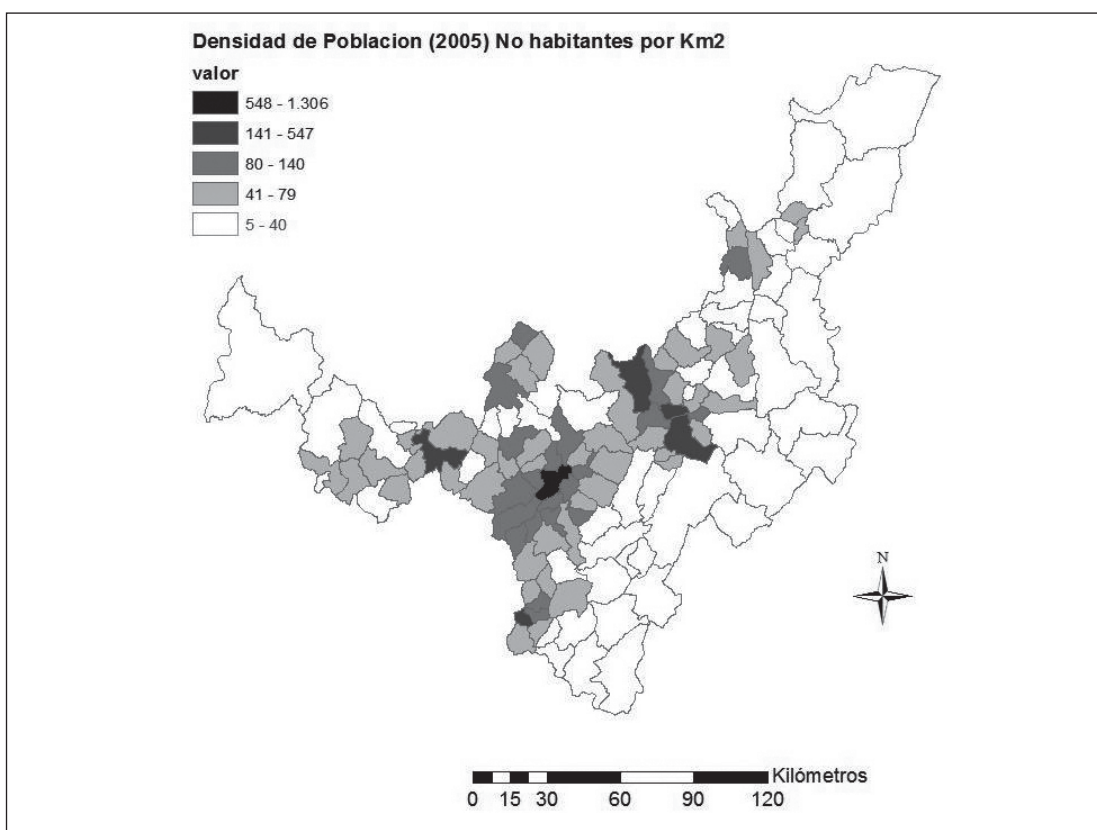 Densidad de Poblacion (2005) No habitantes por Km2
valor
548 - 1.306
141 - 547
80 - 140
41 - 79
5 - 40
N
Kilómetros
0 15 30 60 90 120